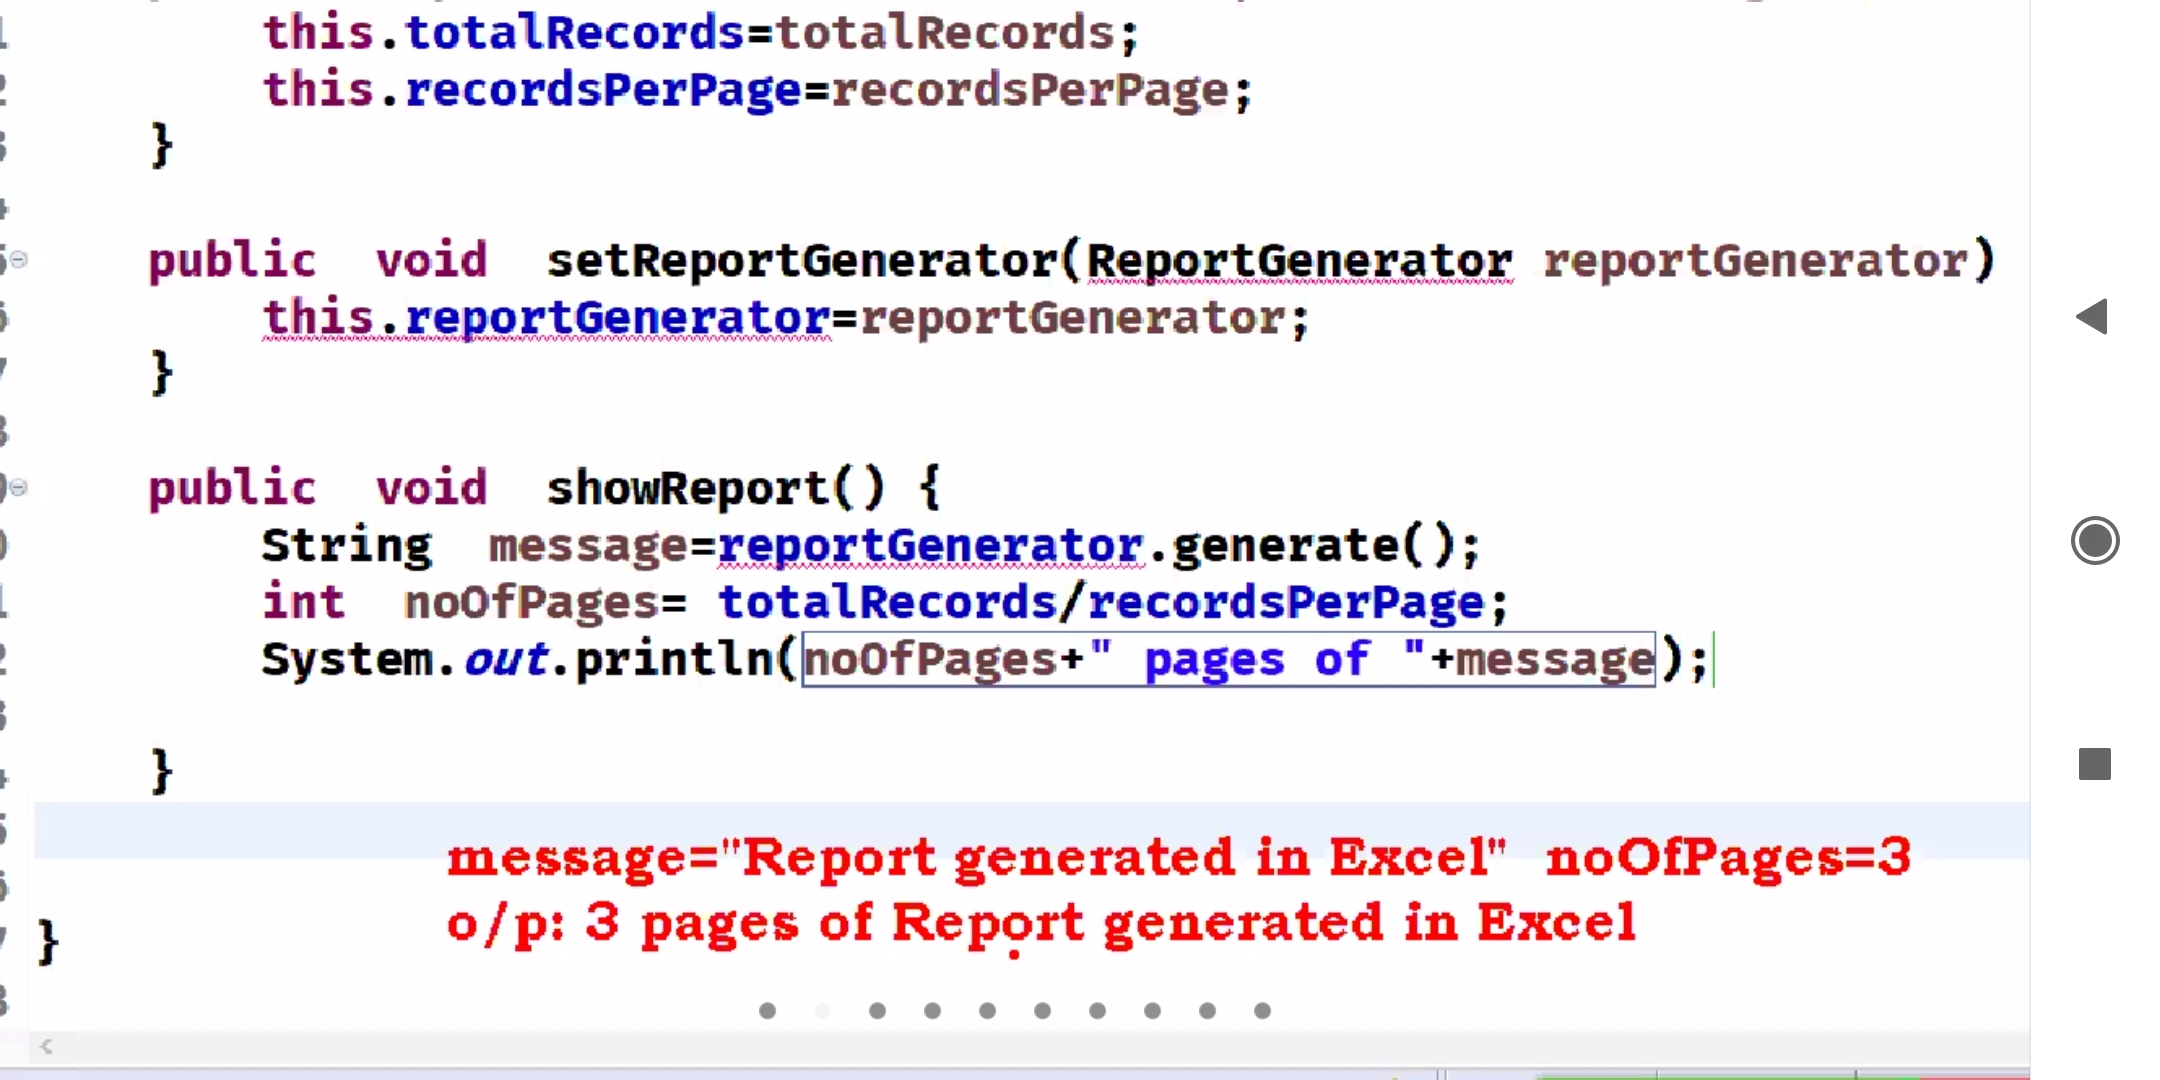 this.totalRecords=totalRecords;
this.recordsPerPage=recordsPerPage;
}
public void setReportGenerator(ReportGenerator reportGenerator)
this.reportGenerator=reportGenerator;
}
public void showReport() {
String message=reportGenerator.generate();
int noOfPages= totalRecords/recordsPerPage;
System.out.println(noOfPages+" pages of "+message);
}
message="Report generated in Excel" noOfPages=3
o/p: 3 pages of Report generated in Excel
}